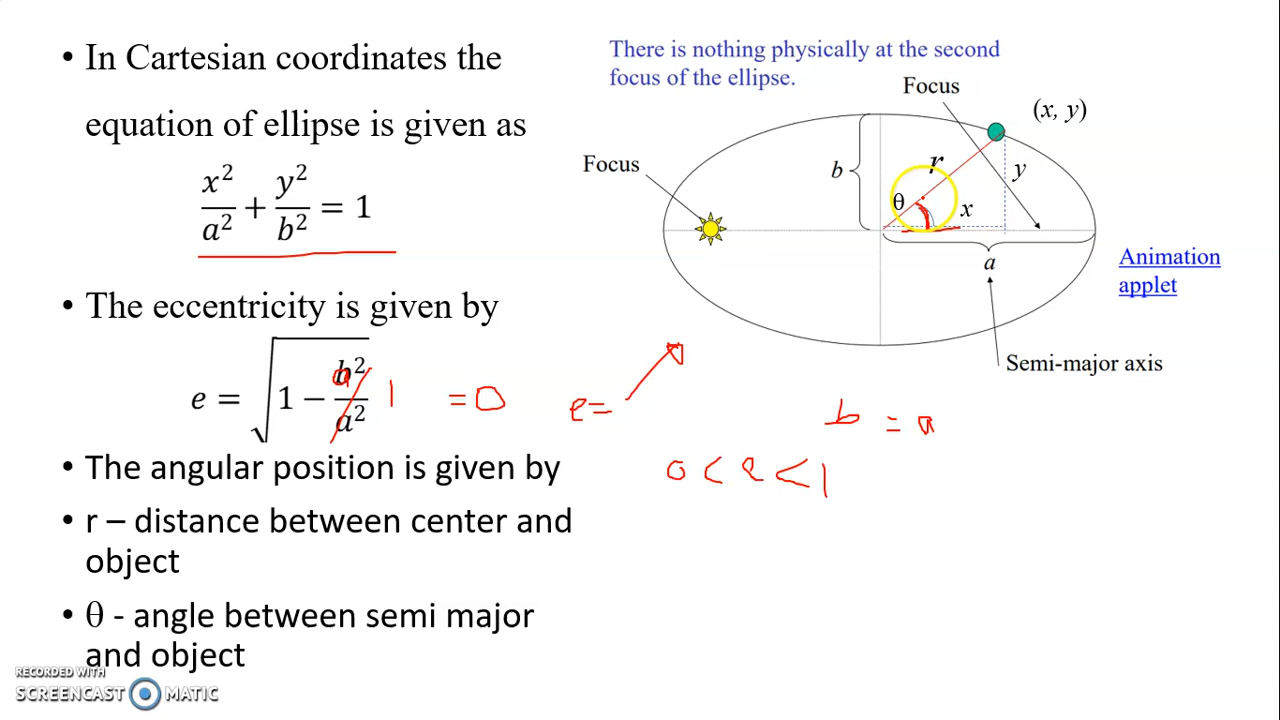 • In Cartesian coordinates the
equation of ellipse is given as
x²/a² + y²/b² = 1
• The eccentricity is given by
e = √(1 − b²/a²) 1 = 0
• The angular position is given by
• r – distance between center and
object
• θ - angle between semi major
and object
There is nothing physically at the second
focus of the ellipse.
Focus
(x, y)
Focus
b
r
y
θ
x
a
Animation
applet
Semi-major axis
e=
b = a
0 < e < 1
RECORDED WITH
SCREENCAST MATIC